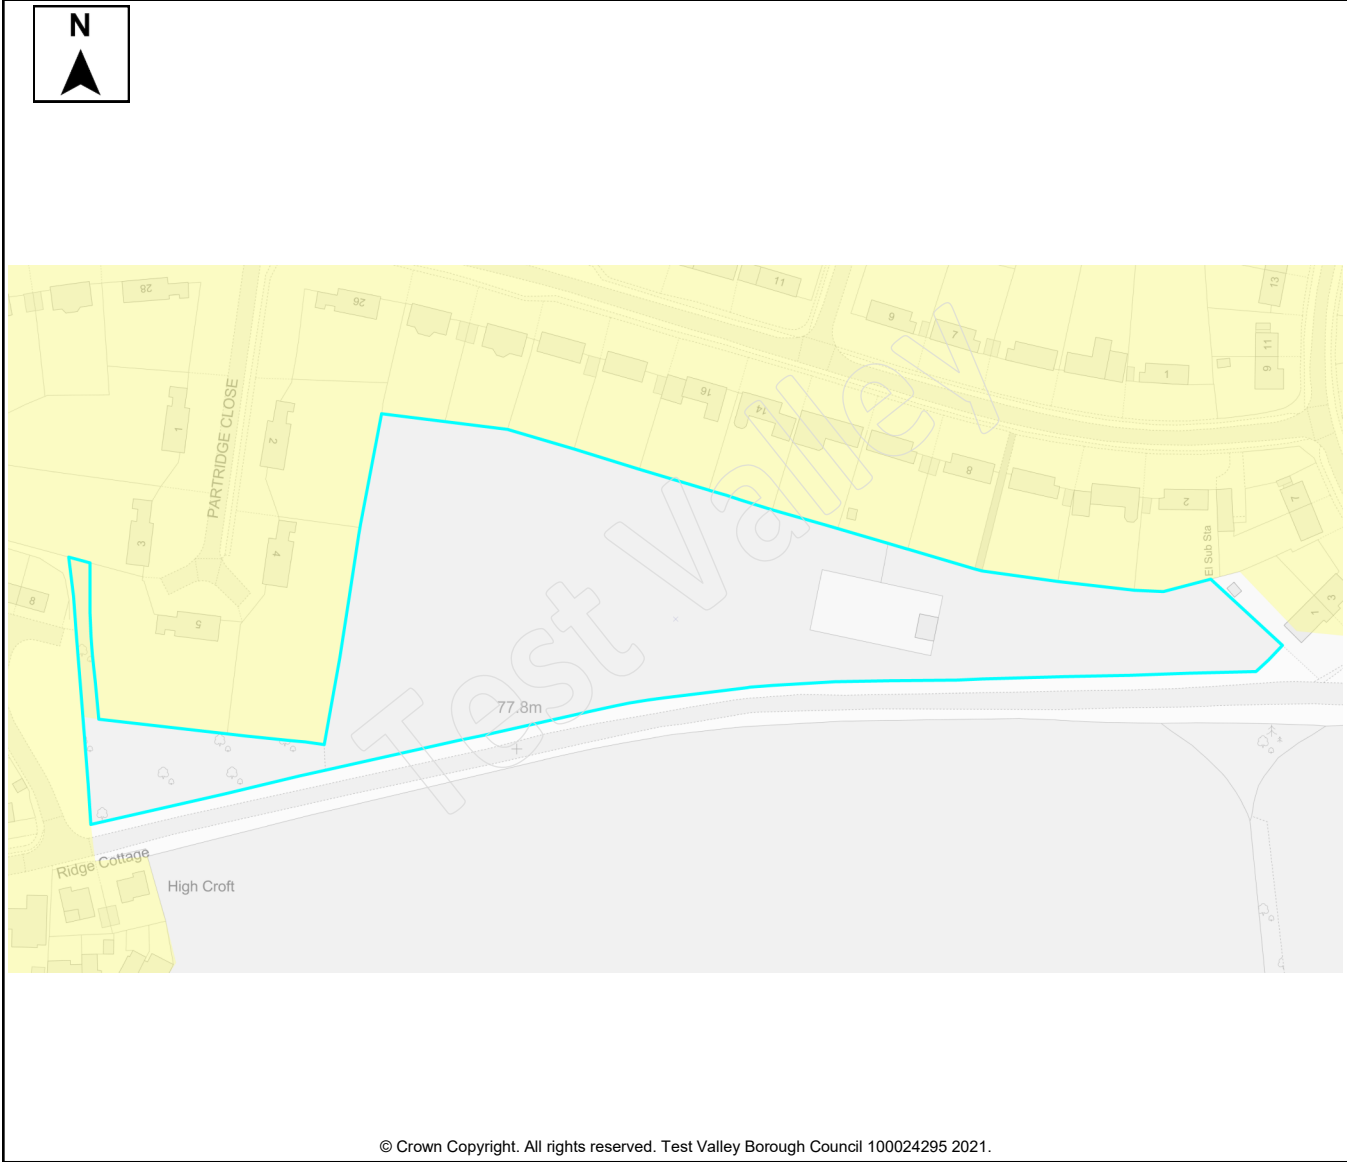 N
28
26
11
13
6
7
11
9
1
16
14
1
2
PARTRIDGE CLOSE
8
2
7
3
4
El Sub Sta
8
5
1
3
Test Valley
77.8m
Ridge Cottage
High Croft
© Crown Copyright. All rights reserved. Test Valley Borough Council 100024295 2021.